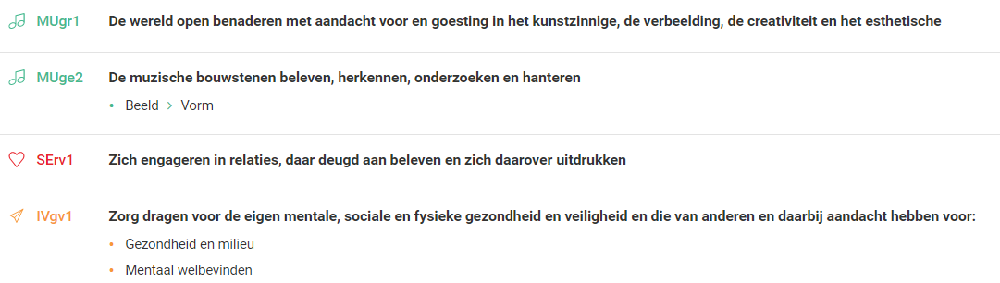 MUgr1 De wereld open benaderen met aandacht voor en goesting in het kunstzinnige, de verbeelding, de creativiteit en het esthetische
MUge2 De muzische bouwstenen beleven, herkennen, onderzoeken en hanteren
• Beeld > Vorm
SErv1 Zich engageren in relaties, daar deugd aan beleven en zich daarover uitdrukken
IVgv1 Zorg dragen voor de eigen mentale, sociale en fysieke gezondheid en veiligheid en die van anderen en daarbij aandacht hebben voor:
• Gezondheid en milieu
• Mentaal welbevinden